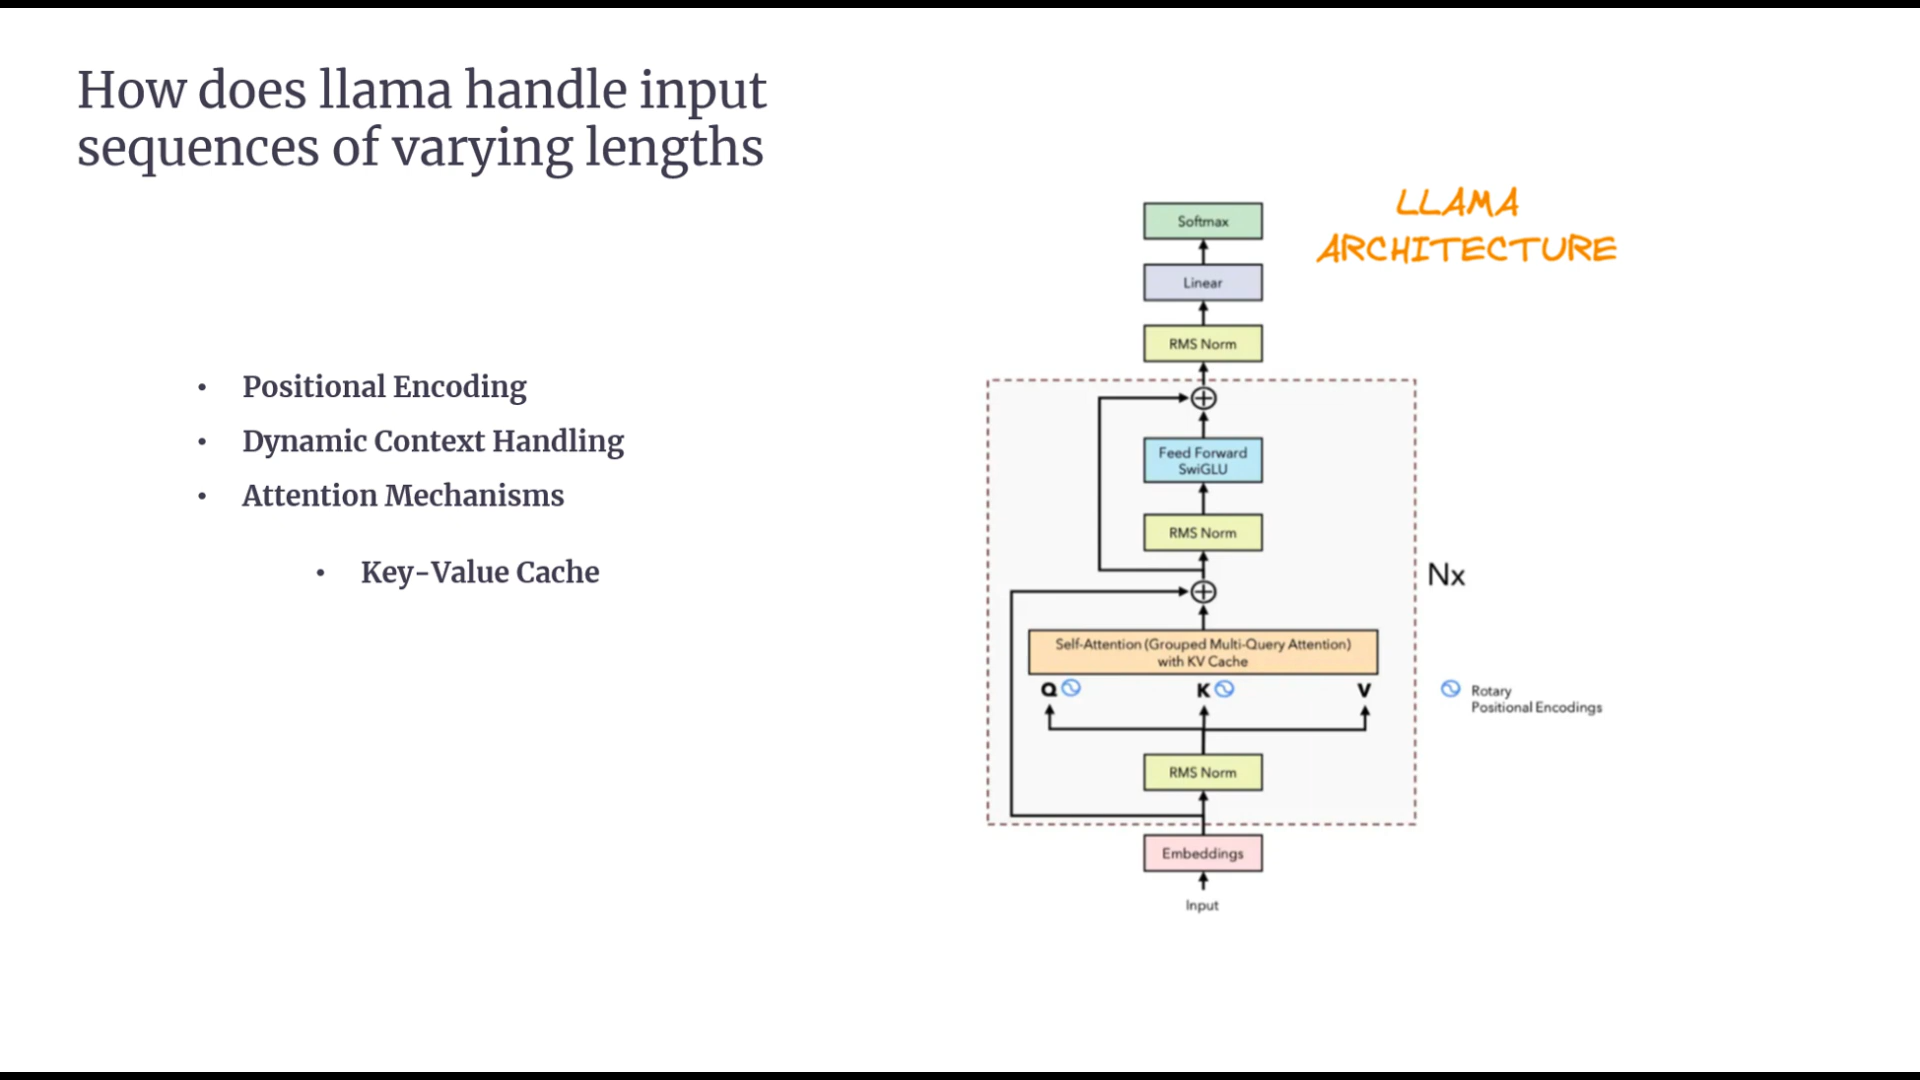 How does llama handle input
sequences of varying lengths
• Positional Encoding
• Dynamic Context Handling
• Attention Mechanisms
• Key-Value Cache
LLAMA
ARCHITECTURE
Softmax
Linear
RMS Norm
Feed Forward
SwiGLU
RMS Norm
Nx
Self-Attention (Grouped Multi-Query Attention)
with KV Cache
Q K V
Rotary
Positional Encodings
RMS Norm
Embeddings
Input